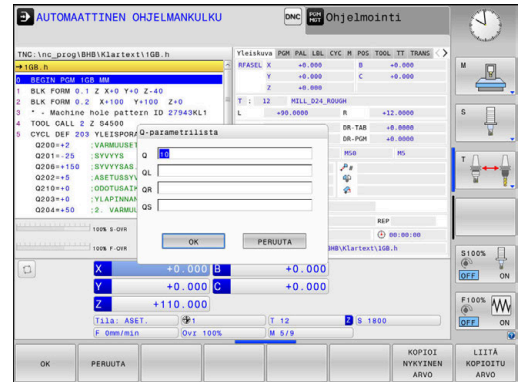 AUTOMAATTINEN OHJELMANKULKU
DNC
PGM MGT
Ohjelmointi
TNC:\nc_prog\BHB\Klartext\1GB.h
→1GB.h
0 BEGIN PGM 1GB MM
1 BLK FORM 0.1 Z X+0 Y+0 Z-40
2 BLK FORM 0.2 X+100 Y+100 Z+0
3 * - Machine hole pattern ID 27943KL1
4 TOOL CALL 2 Z S4500
5 CYCL DEF 203 YLEISPORA
Q200=+2 ;VARMUUSET
Q201=-25 ;SYVYYS
Q206=+150 ;SYVYYSAS.
Q202=+5 ;ASETUSSYV
Q210=+0 ;ODOTUSAIK
Q203=+0 ;YLAPINNAN
Q204=+50 ;2. VARMUU
Yleiskuva PGM PAL LBL CYC M POS TOOL TT TRANS
RFASEL X +0.000 B +0.000
Y +0.000 C +0.000
Z +0.000
T : 12 MILL_D24_ROUGH
L +90.0000 R +12.0000
DR-TAB +0.0000
DR-PGM +0.0000
M50 M5
REP
00:00:00
BHB\Klartext\1GB.h
Q-parametrilista
Q 10
QL
QR
QS
OK
PERUUTA
100% S-OVR
100% F-OVR
X +0.000 B +0.000
Y +0.000 C +0.000
Z +110.000
Tila: ASET. 1 T 12 Z S 1800
F 0mm/min Ovr 100% M 5/9
M
S
T
S100%
OFF ON
F100%
OFF ON
OK
PERUUTA
KOPIOI NYKYINEN ARVO
LIITÄ KOPIOITU ARVO